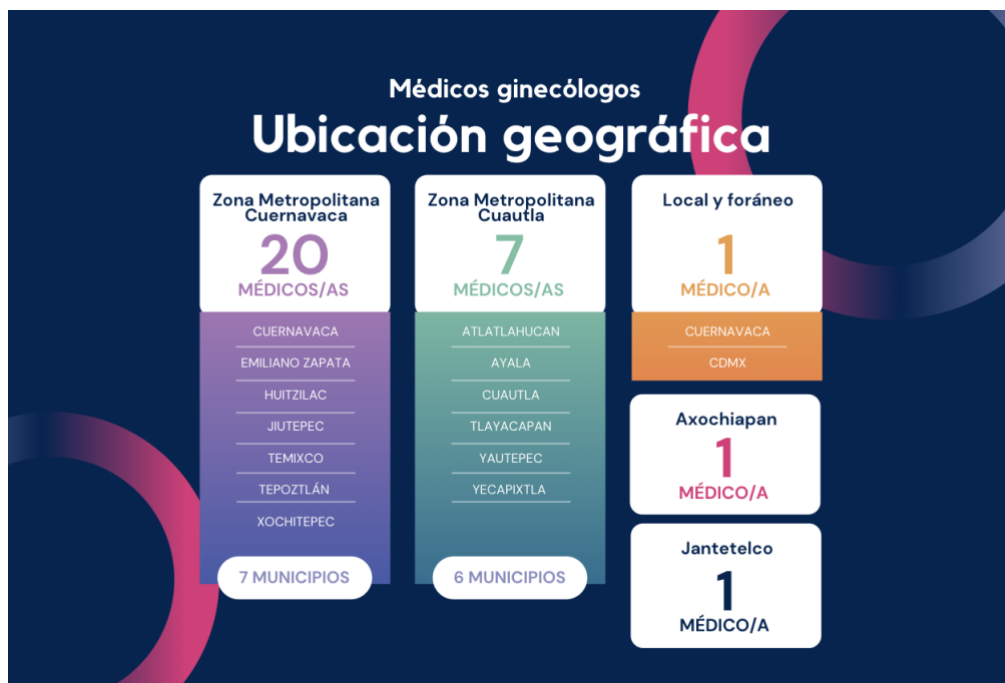 Médicos ginecólogos
Ubicación geográfica
Zona Metropolitana
Cuernavaca
20
MÉDICOS/AS
CUERNAVACA
EMILIANO ZAPATA
HUITZILAC
JIUTEPEC
TEMIXCO
TEPOZTLÁN
XOCHITEPEC
7 MUNICIPIOS
Zona Metropolitana
Cuautla
7
MÉDICOS/AS
ATLATLAHUCAN
AYALA
CUAUTLA
TLAYACAPAN
YAUTEPEC
YECAPIXTLA
6 MUNICIPIOS
Local y foráneo
1
MÉDICO/A
CUERNAVACA
CDMX
Axochiapan
1
MÉDICO/A
Jantetelco
1
MÉDICO/A